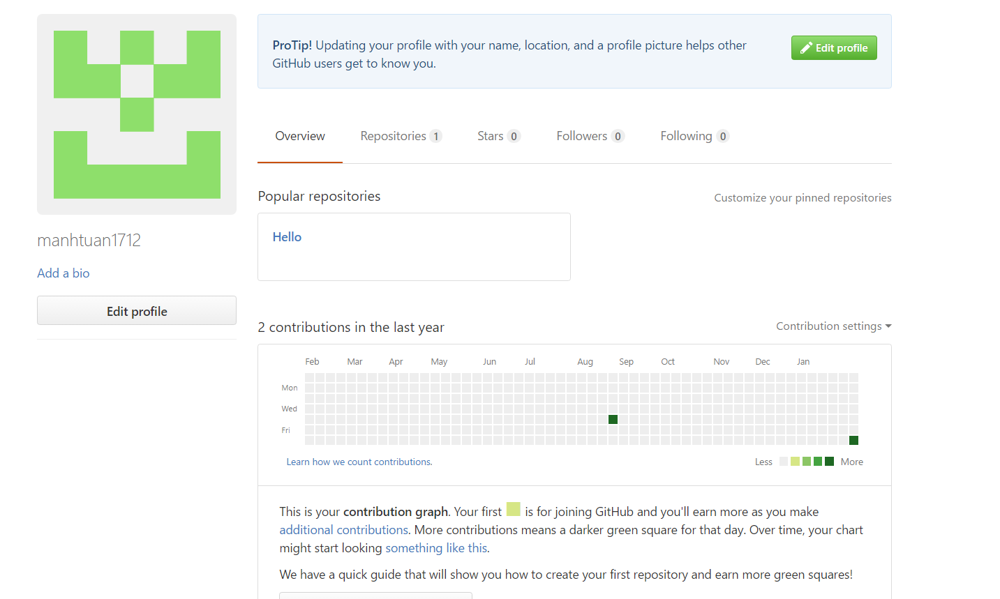 ProTip! Updating your profile with your name, location, and a profile picture helps other
GitHub users get to know you.
Edit profile
Overview
Repositories 1
Stars 0
Followers 0
Following 0
manhtuan1712
Add a bio
Edit profile
Popular repositories
Customize your pinned repositories
Hello
2 contributions in the last year
Contribution settings
Feb Mar Apr May Jun Jul Aug Sep Oct Nov Dec Jan
Mon
Wed
Fri
Learn how we count contributions.
Less More
This is your contribution graph. Your first is for joining GitHub and you'll earn more as you make
additional contributions. More contributions means a darker green square for that day. Over time, your chart
might start looking something like this.
We have a quick guide that will show you how to create your first repository and earn more green squares!